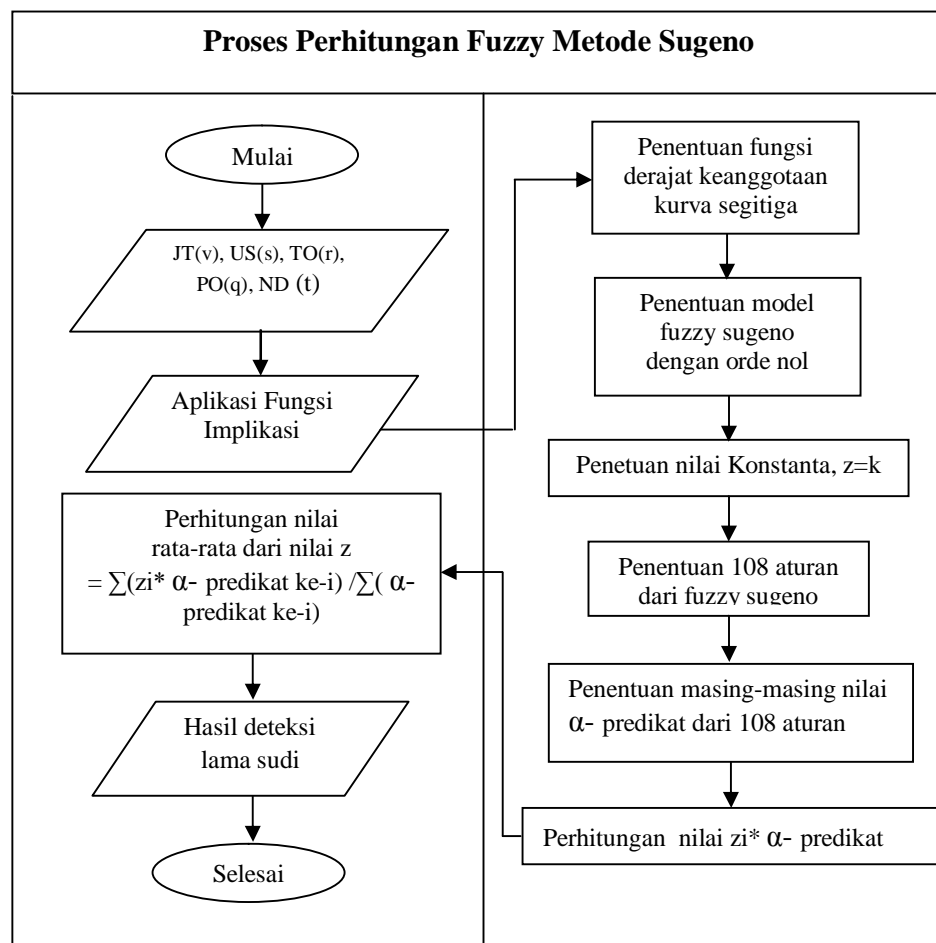 Proses Perhitungan Fuzzy Metode Sugeno
Mulai
JT(v), US(s), TO(r),
PO(q), ND (t)
Aplikasi Fungsi
Implikasi
Penentuan fungsi
derajat keanggotaan
kurva segitiga
Penentuan model
fuzzy sugeno
dengan orde nol
Penetuan nilai Konstanta, z=k
Penentuan 108 aturan
dari fuzzy sugeno
Penentuan masing-masing nilai
α- predikat dari 108 aturan
Perhitungan nilai zi* α- predikat
Perhitungan nilai
rata-rata dari nilai z
= ∑(zi* α- predikat ke-i) /∑( α-
predikat ke-i)
Hasil deteksi
lama sudi
Selesai